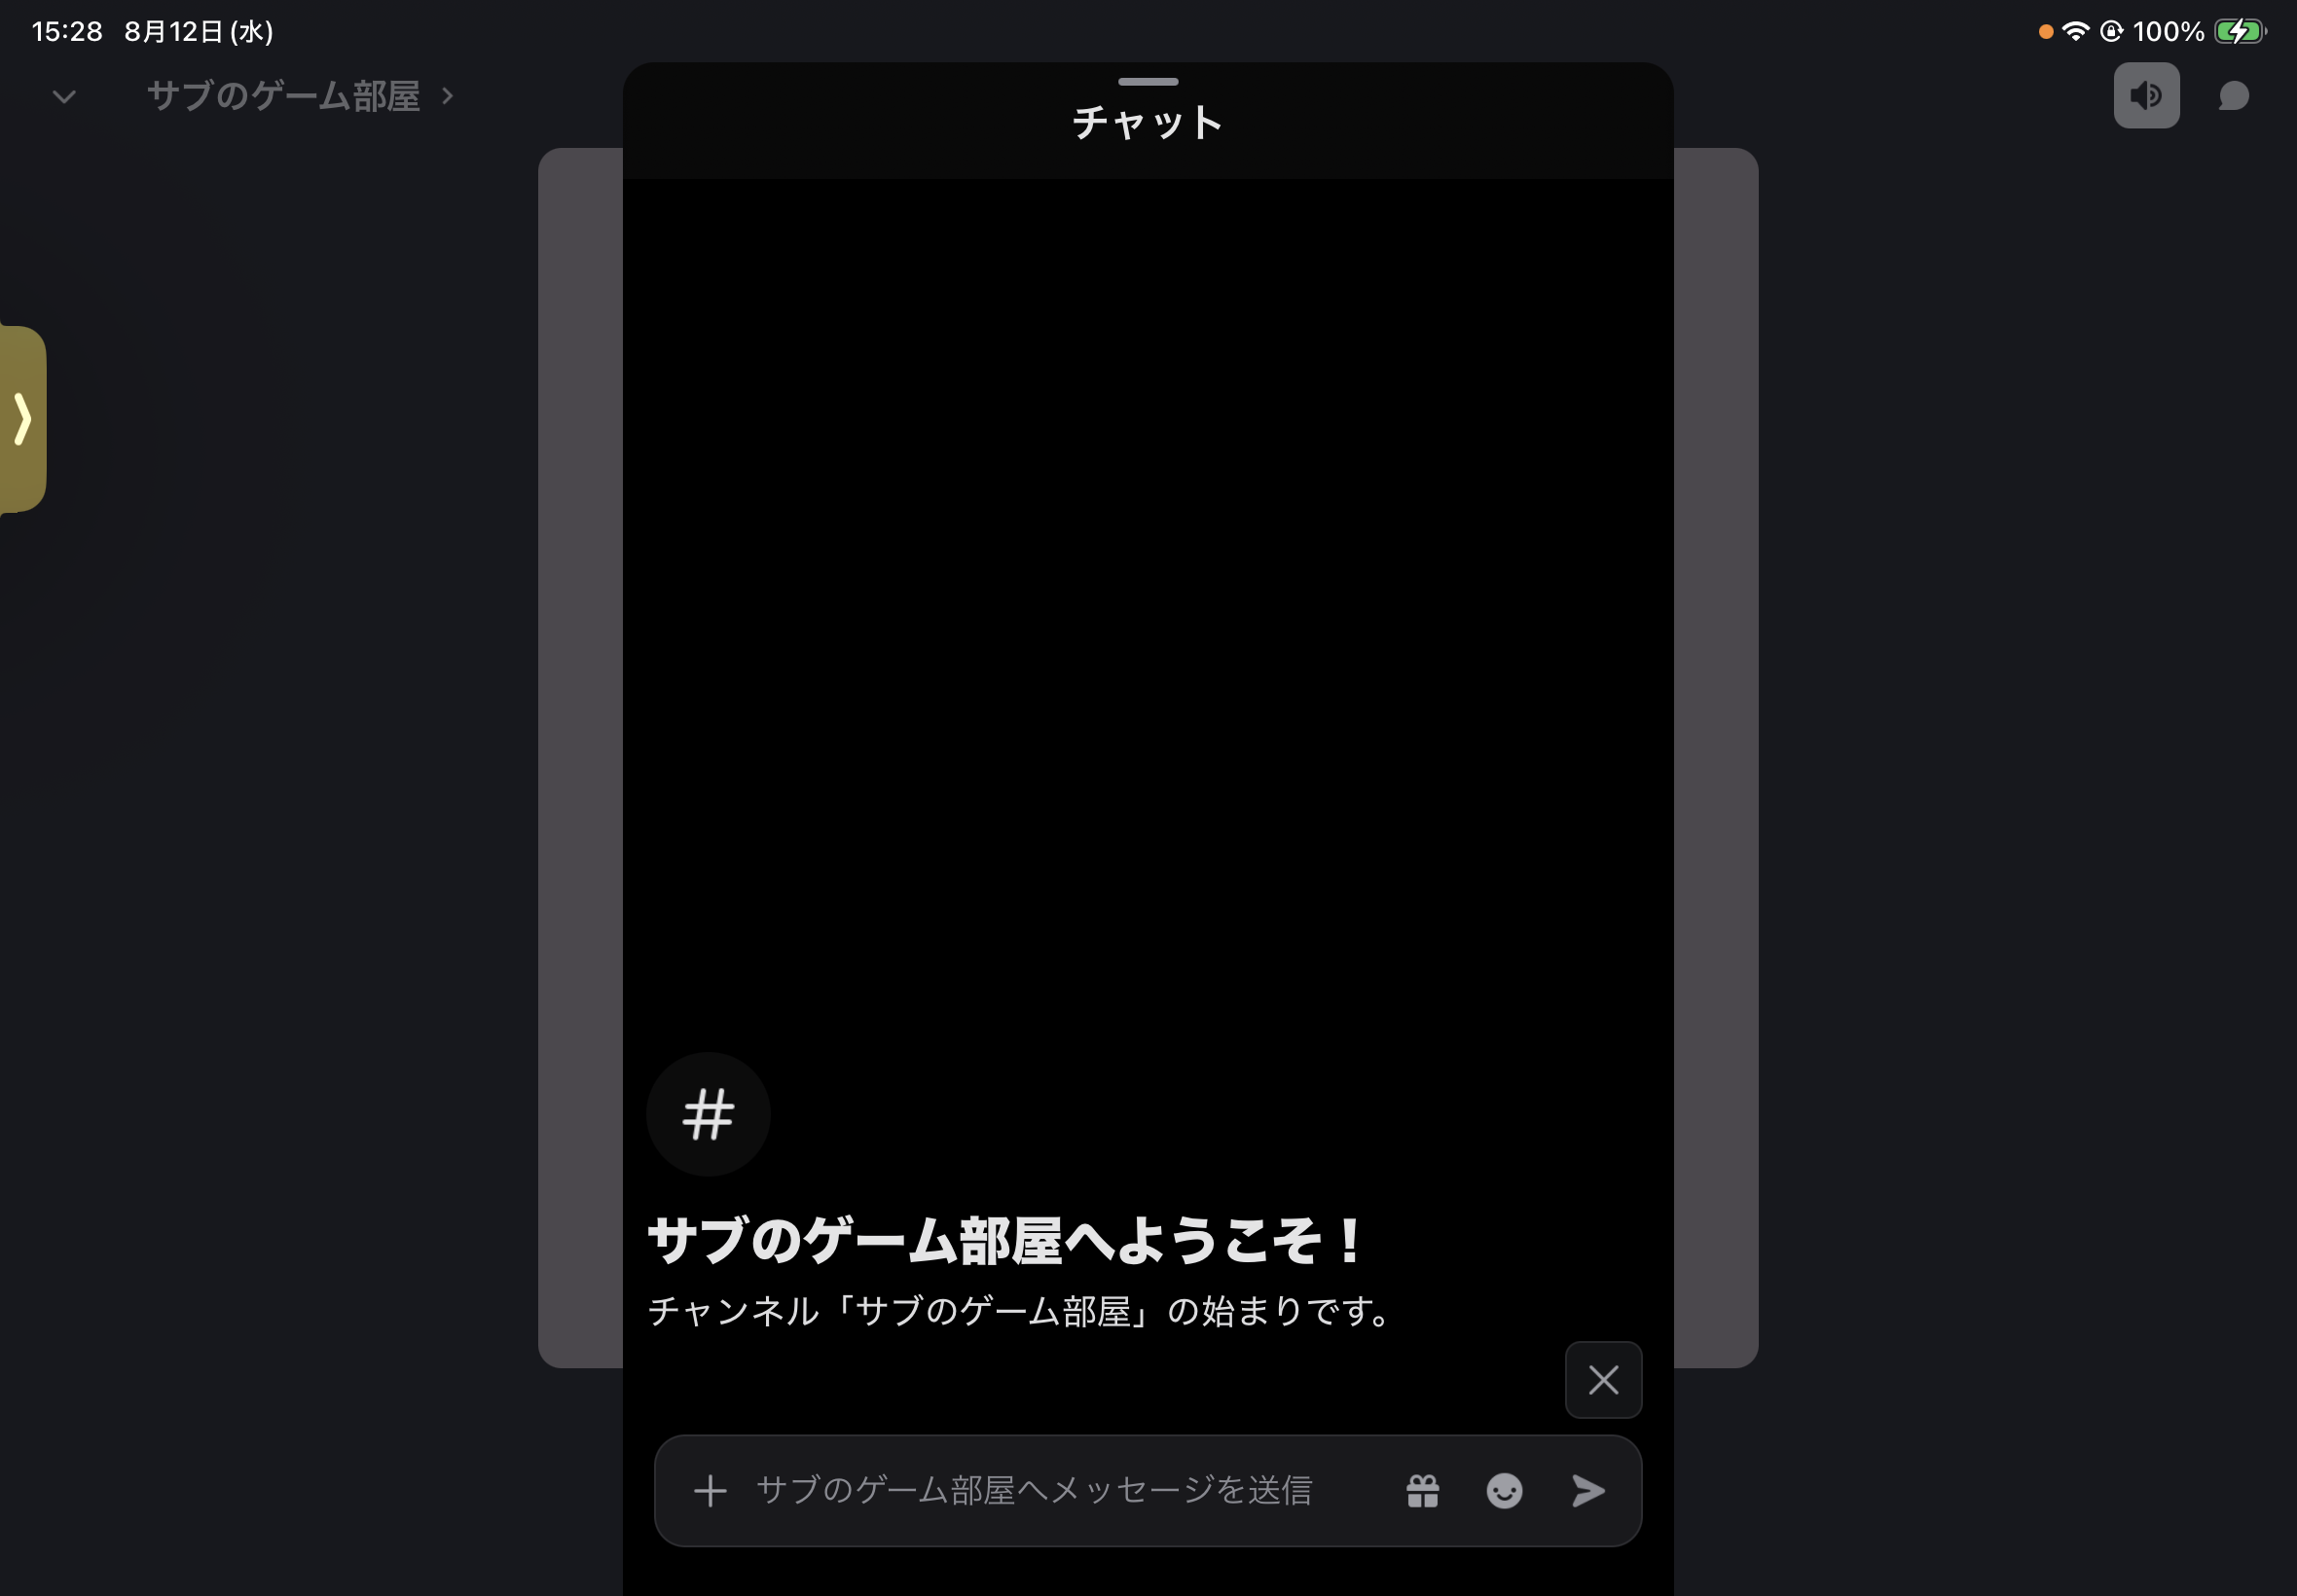 15:28 8月12日(水)
100%
サブのゲーム部屋
チャット
サブのゲーム部屋へようこそ！
チャンネル「サブのゲーム部屋」の始まりです。
サブのゲーム部屋へメッセージを送信